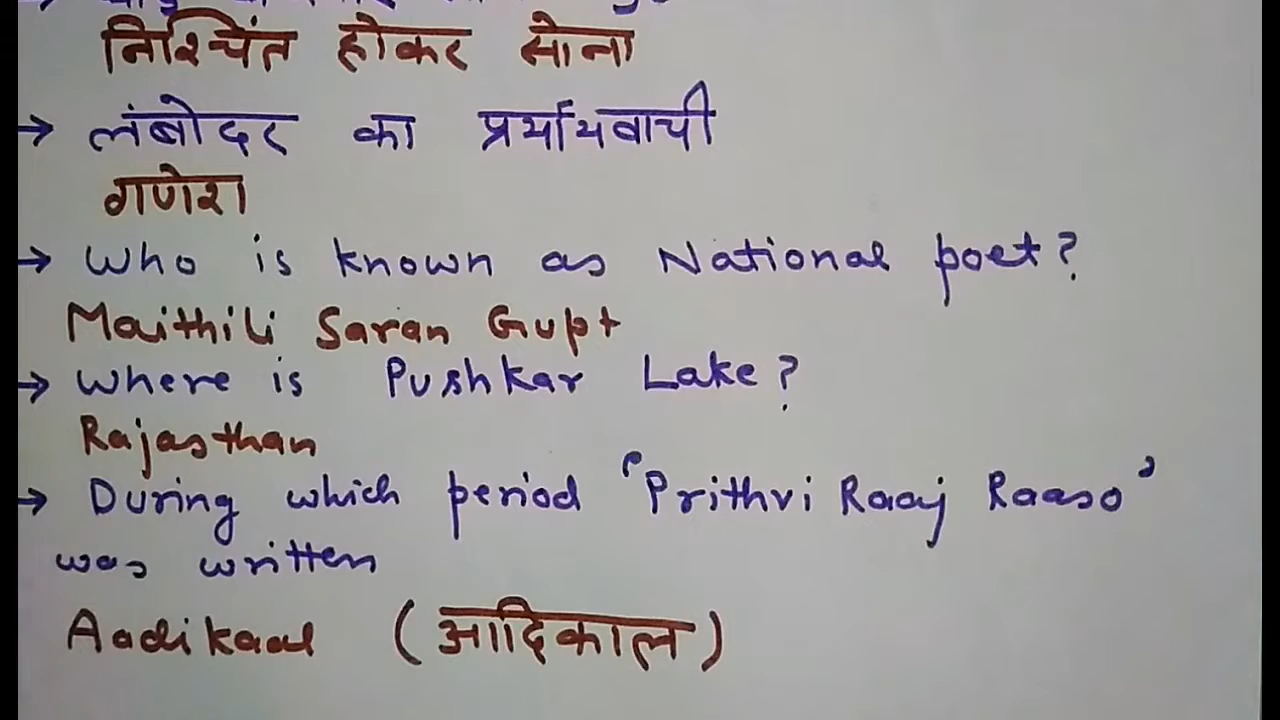 निश्चिंत होकर सोना
→ लंबोदर का प्रर्यायवाची
गणेश
→ Who is known as National poet?
Maithili Saran Gupt
→ Where is Pushkar Lake?
Rajasthan
→ During which period 'Prithvi Raaj Raaso'
was written
Aadikaal (आदिकाल)